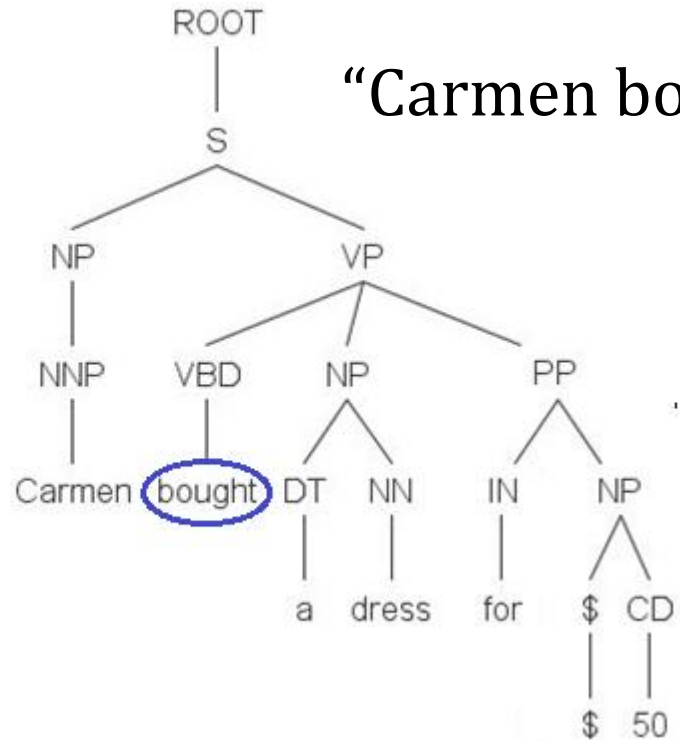 ROOT
“Carmen bo
S
NP VP
NNP VBD NP PP
Carmen bought DT NN IN NP
a dress for $ CD
$ 50